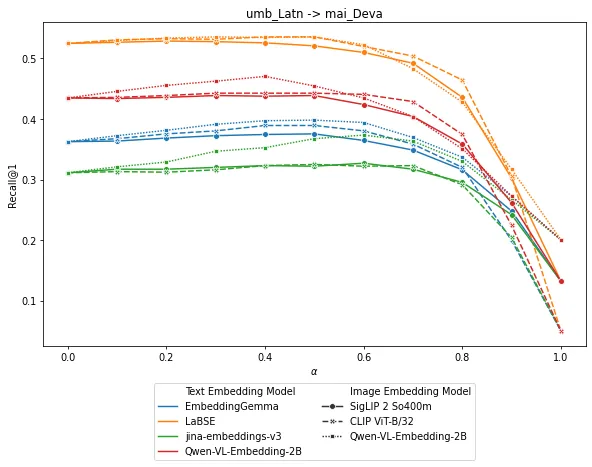 umb_Latn -> mai_Deva
Recall@1
0.5
0.4
0.3
0.2
0.1
0.0 0.2 0.4 0.6 0.8 1.0
α
Text Embedding Model
EmbeddingGemma
LaBSE
jina-embeddings-v3
Qwen-VL-Embedding-2B
Image Embedding Model
SigLIP 2 So400m
CLIP ViT-B/32
Qwen-VL-Embedding-2B